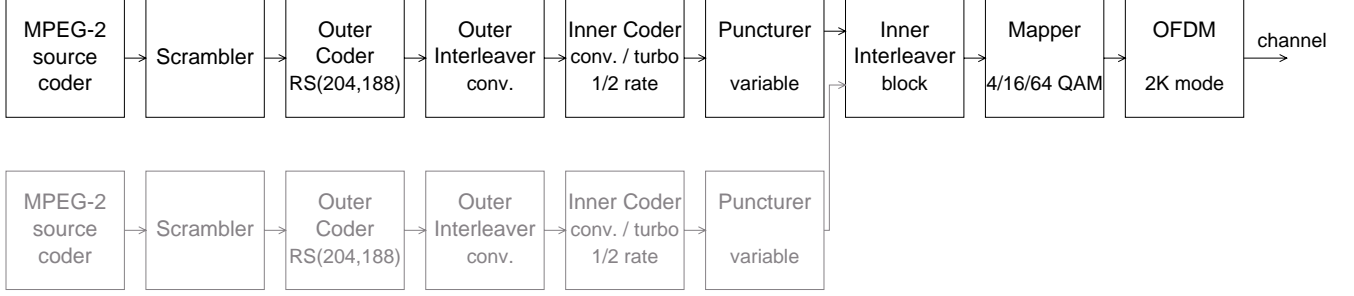 MPEG-2
source
coder
Scrambler
Outer
Coder
RS(204,188)
Outer
Interleaver
conv.
Inner Coder
conv. / turbo
1/2 rate
Puncturer
variable
Inner
Interleaver
block
Mapper
4/16/64 QAM
OFDM
2K mode
channel
MPEG-2
source
coder
Scrambler
Outer
Coder
RS(204,188)
Outer
Interleaver
conv.
Inner Coder
conv. / turbo
1/2 rate
Puncturer
variable